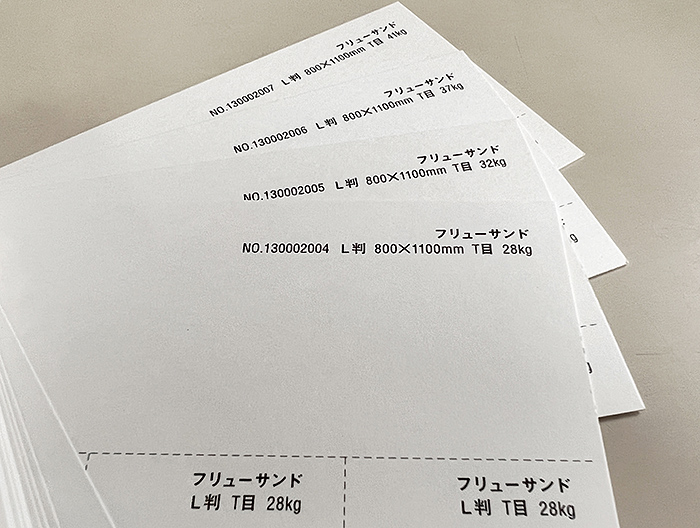 フリューサンド
NO.130002007 L判 800×1100mm T目 41kg
フリューサンド
NO.130002006 L判 800×1100mm T目 37kg
フリューサンド
NO.130002005 L判 800×1100mm T目 32kg
フリューサンド
NO.130002004 L判 800×1100mm T目 28kg
フリューサンド
L判 T目 28kg
フリューサンド
L判 T目 28kg